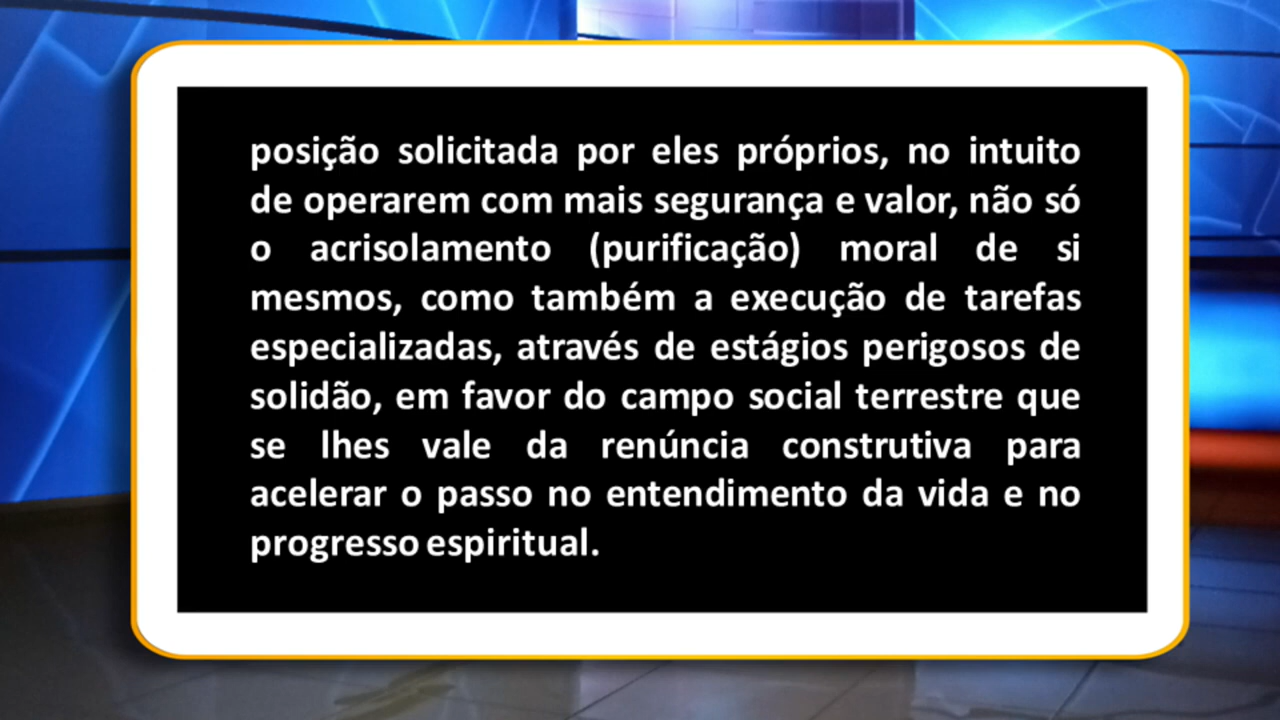 posição solicitada por eles próprios, no intuito
de operarem com mais segurança e valor, não só
o acrisolamento (purificação) moral de si
mesmos, como também a execução de tarefas
especializadas, através de estágios perigosos de
solidão, em favor do campo social terrestre que
se lhes vale da renúncia construtiva para
acelerar o passo no entendimento da vida e no
progresso espiritual.